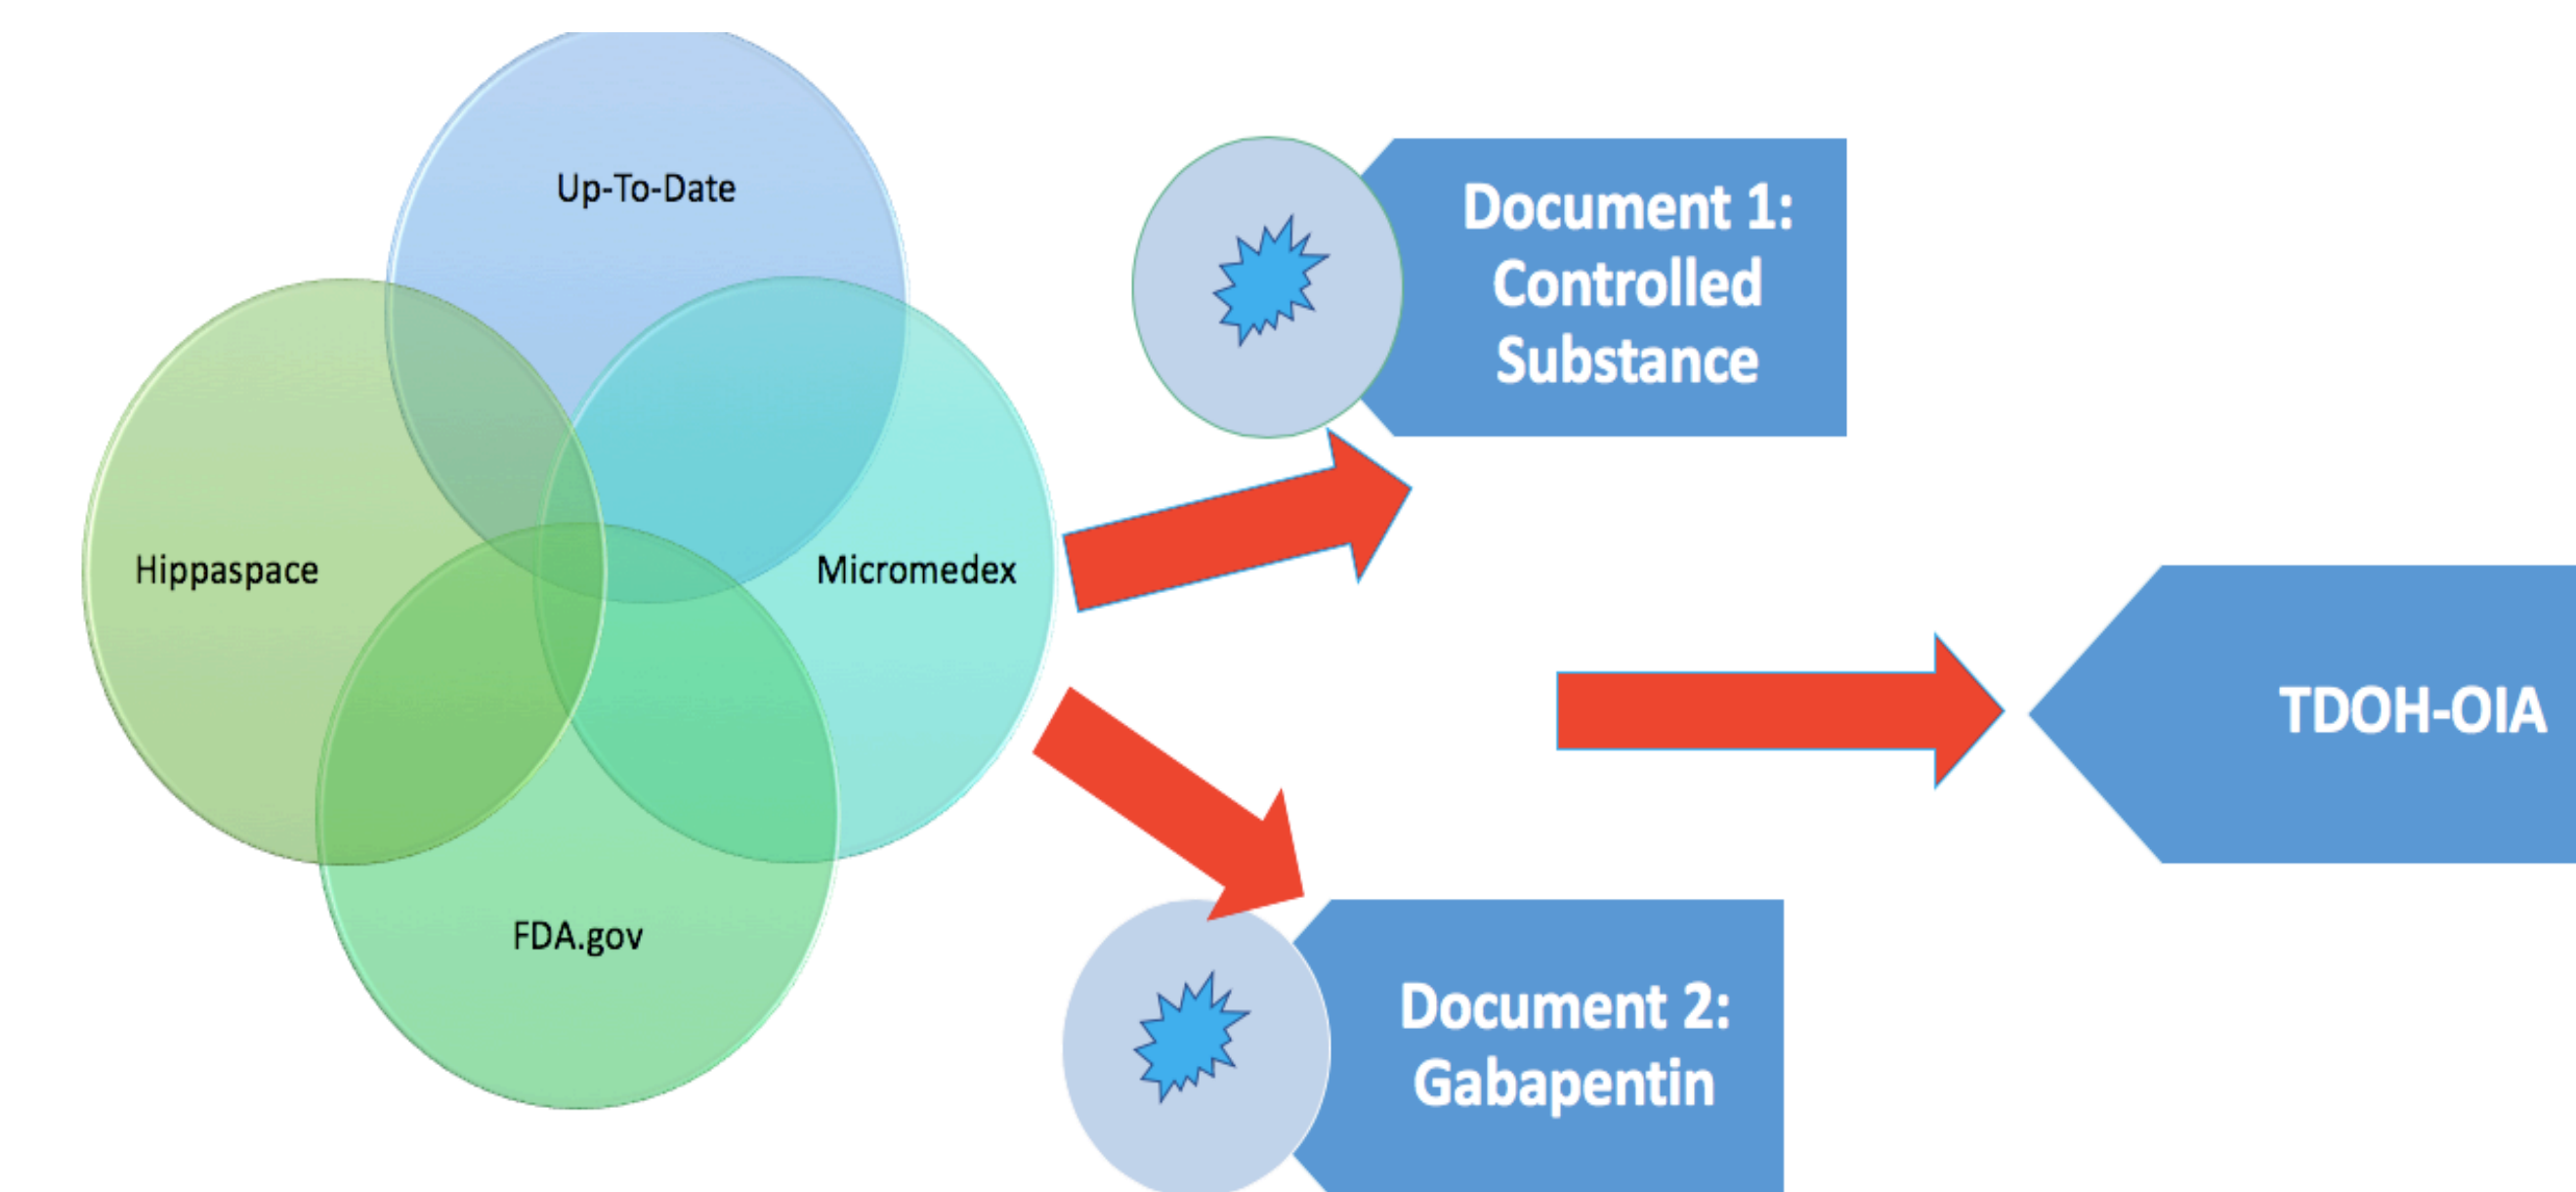 Up-To-Date
Hippaspace
Micromedex
FDA.gov
Document 1:
Controlled
Substance
Document 2:
Gabapentin
TDOH-OIA